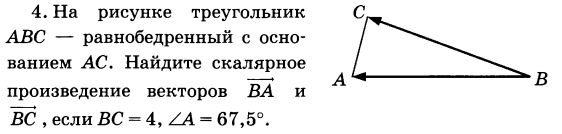 4. На рисунке треугольник
ABC — равнобедренный с осно-
ванием AC. Найдите скалярное
произведение векторов BA и
BC, если BC = 4, ∠A = 67,5°.
C
A
B